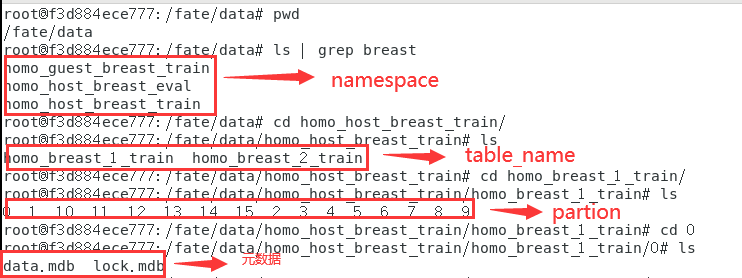 root@f3d884ece777:/fate/data# pwd
/fate/data
root@f3d884ece777:/fate/data# ls | grep breast
homo_guest_breast_train
homo_host_breast_eval
homo_host_breast_train
namespace
root@f3d884ece777:/fate/data# cd homo_host_breast_train/
root@f3d884ece777:/fate/data/homo_host_breast_train# ls
homo_breast_1_train homo_breast_2_train
table_name
root@f3d884ece777:/fate/data/homo_host_breast_train# cd homo_breast_1_train/
root@f3d884ece777:/fate/data/homo_host_breast_train/homo_breast_1_train# ls
0 1 10 11 12 13 14 15 2 3 4 5 6 7 8 9
partion
root@f3d884ece777:/fate/data/homo_host_breast_train/homo_breast_1_train# cd 0
root@f3d884ece777:/fate/data/homo_host_breast_train/homo_breast_1_train/0# ls
data.mdb lock.mdb
元数据